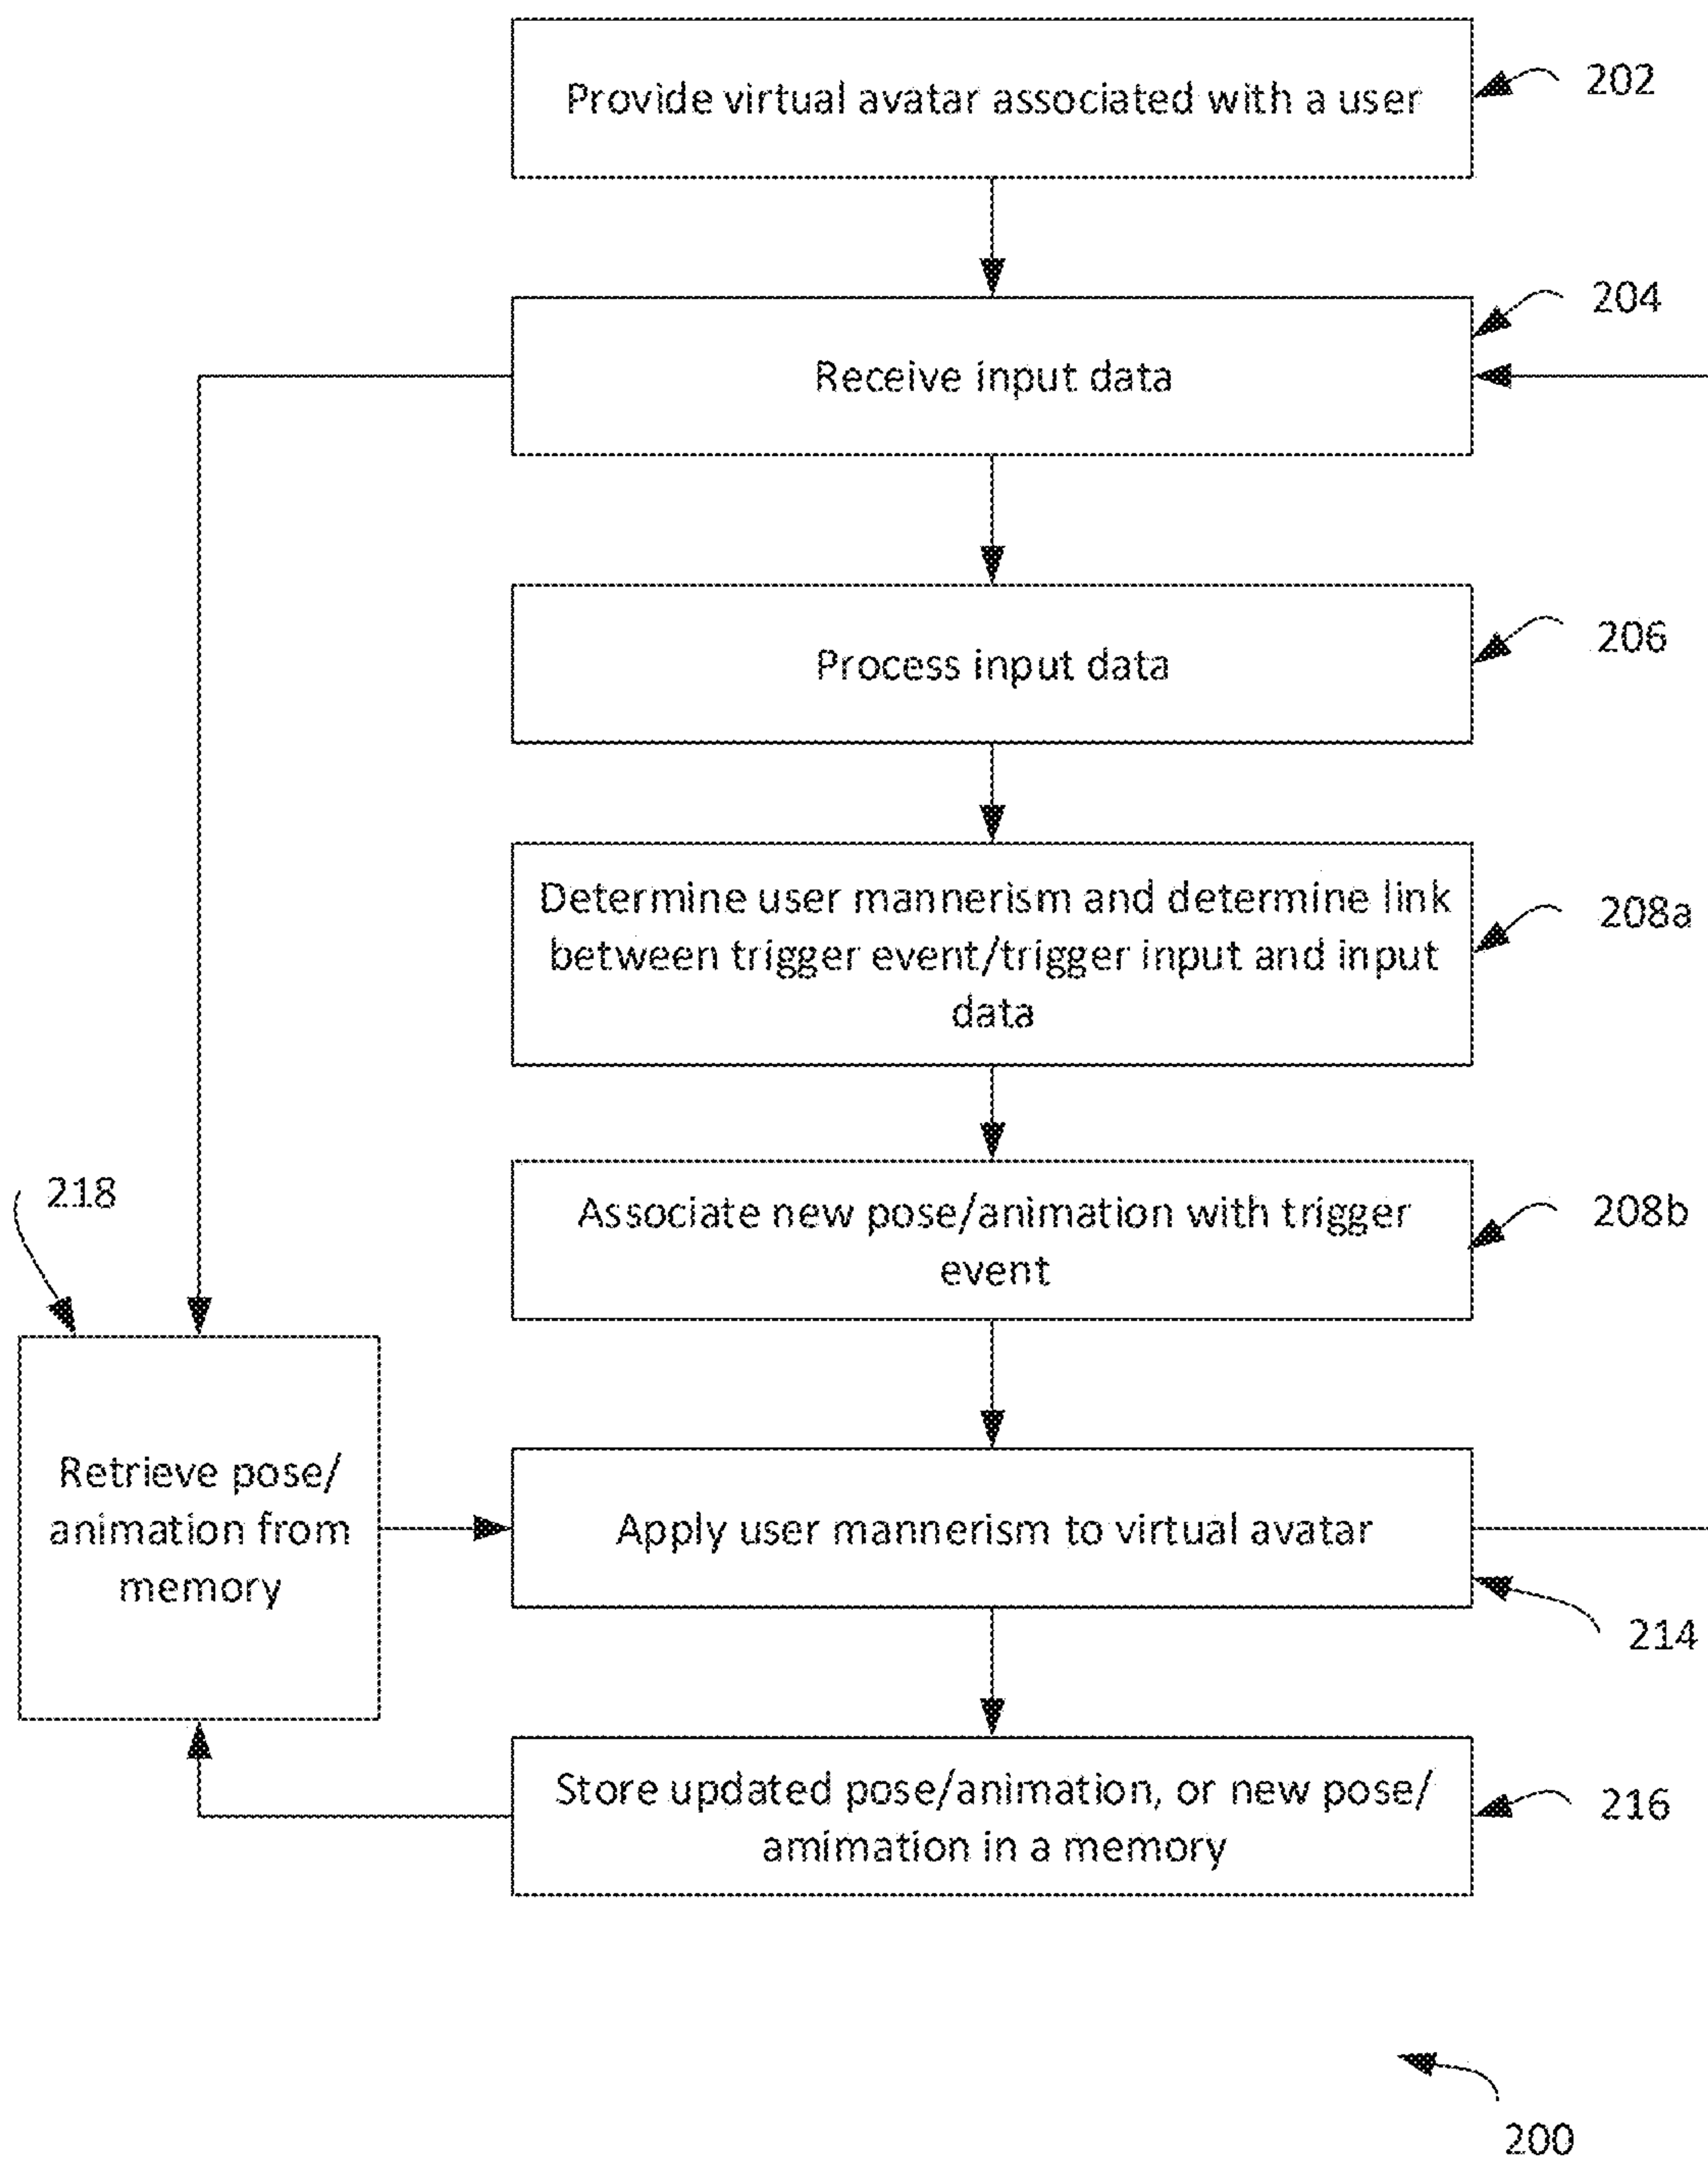 Provide virtual avatar associated with a user
202
204
Receive input data
206
Process input data
Determine user mannerism and determine link
between trigger event/trigger input and input
data
208a
218
Associate new pose/animation with trigger
event
208b
Retrieve pose/
animation from
memory
Apply user mannerism to virtual avatar
214
Store updated pose/animation, or new pose/
amimation in a memory
216
200